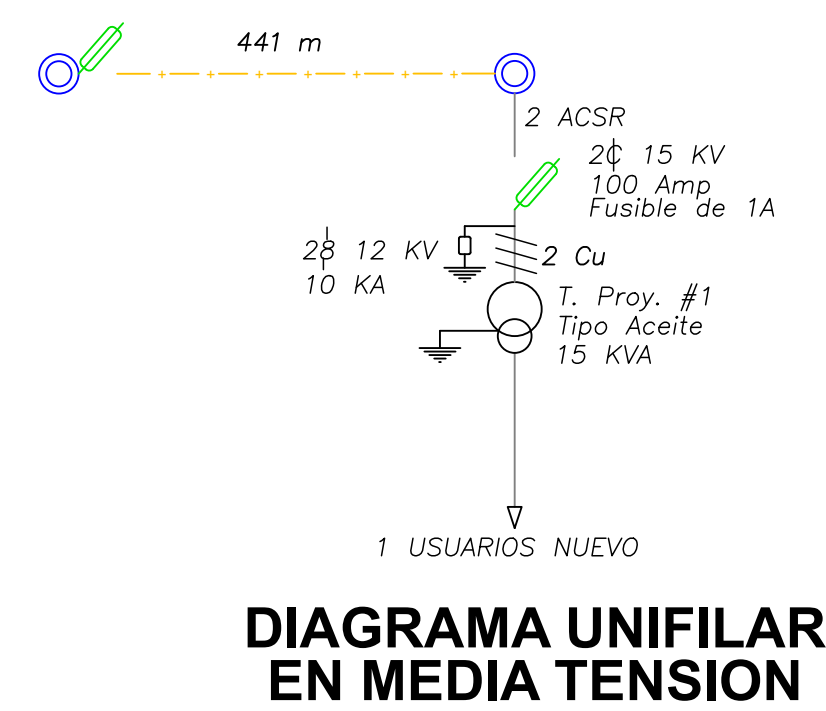 441 m
2 ACSR
2₵ 15 KV
100 Amp
Fusible de 1A
28 12 KV
10 KA
2 Cu
T. Proy. #1
Tipo Aceite
15 KVA
1 USUARIOS NUEVO
DIAGRAMA UNIFILAR
EN MEDIA TENSION